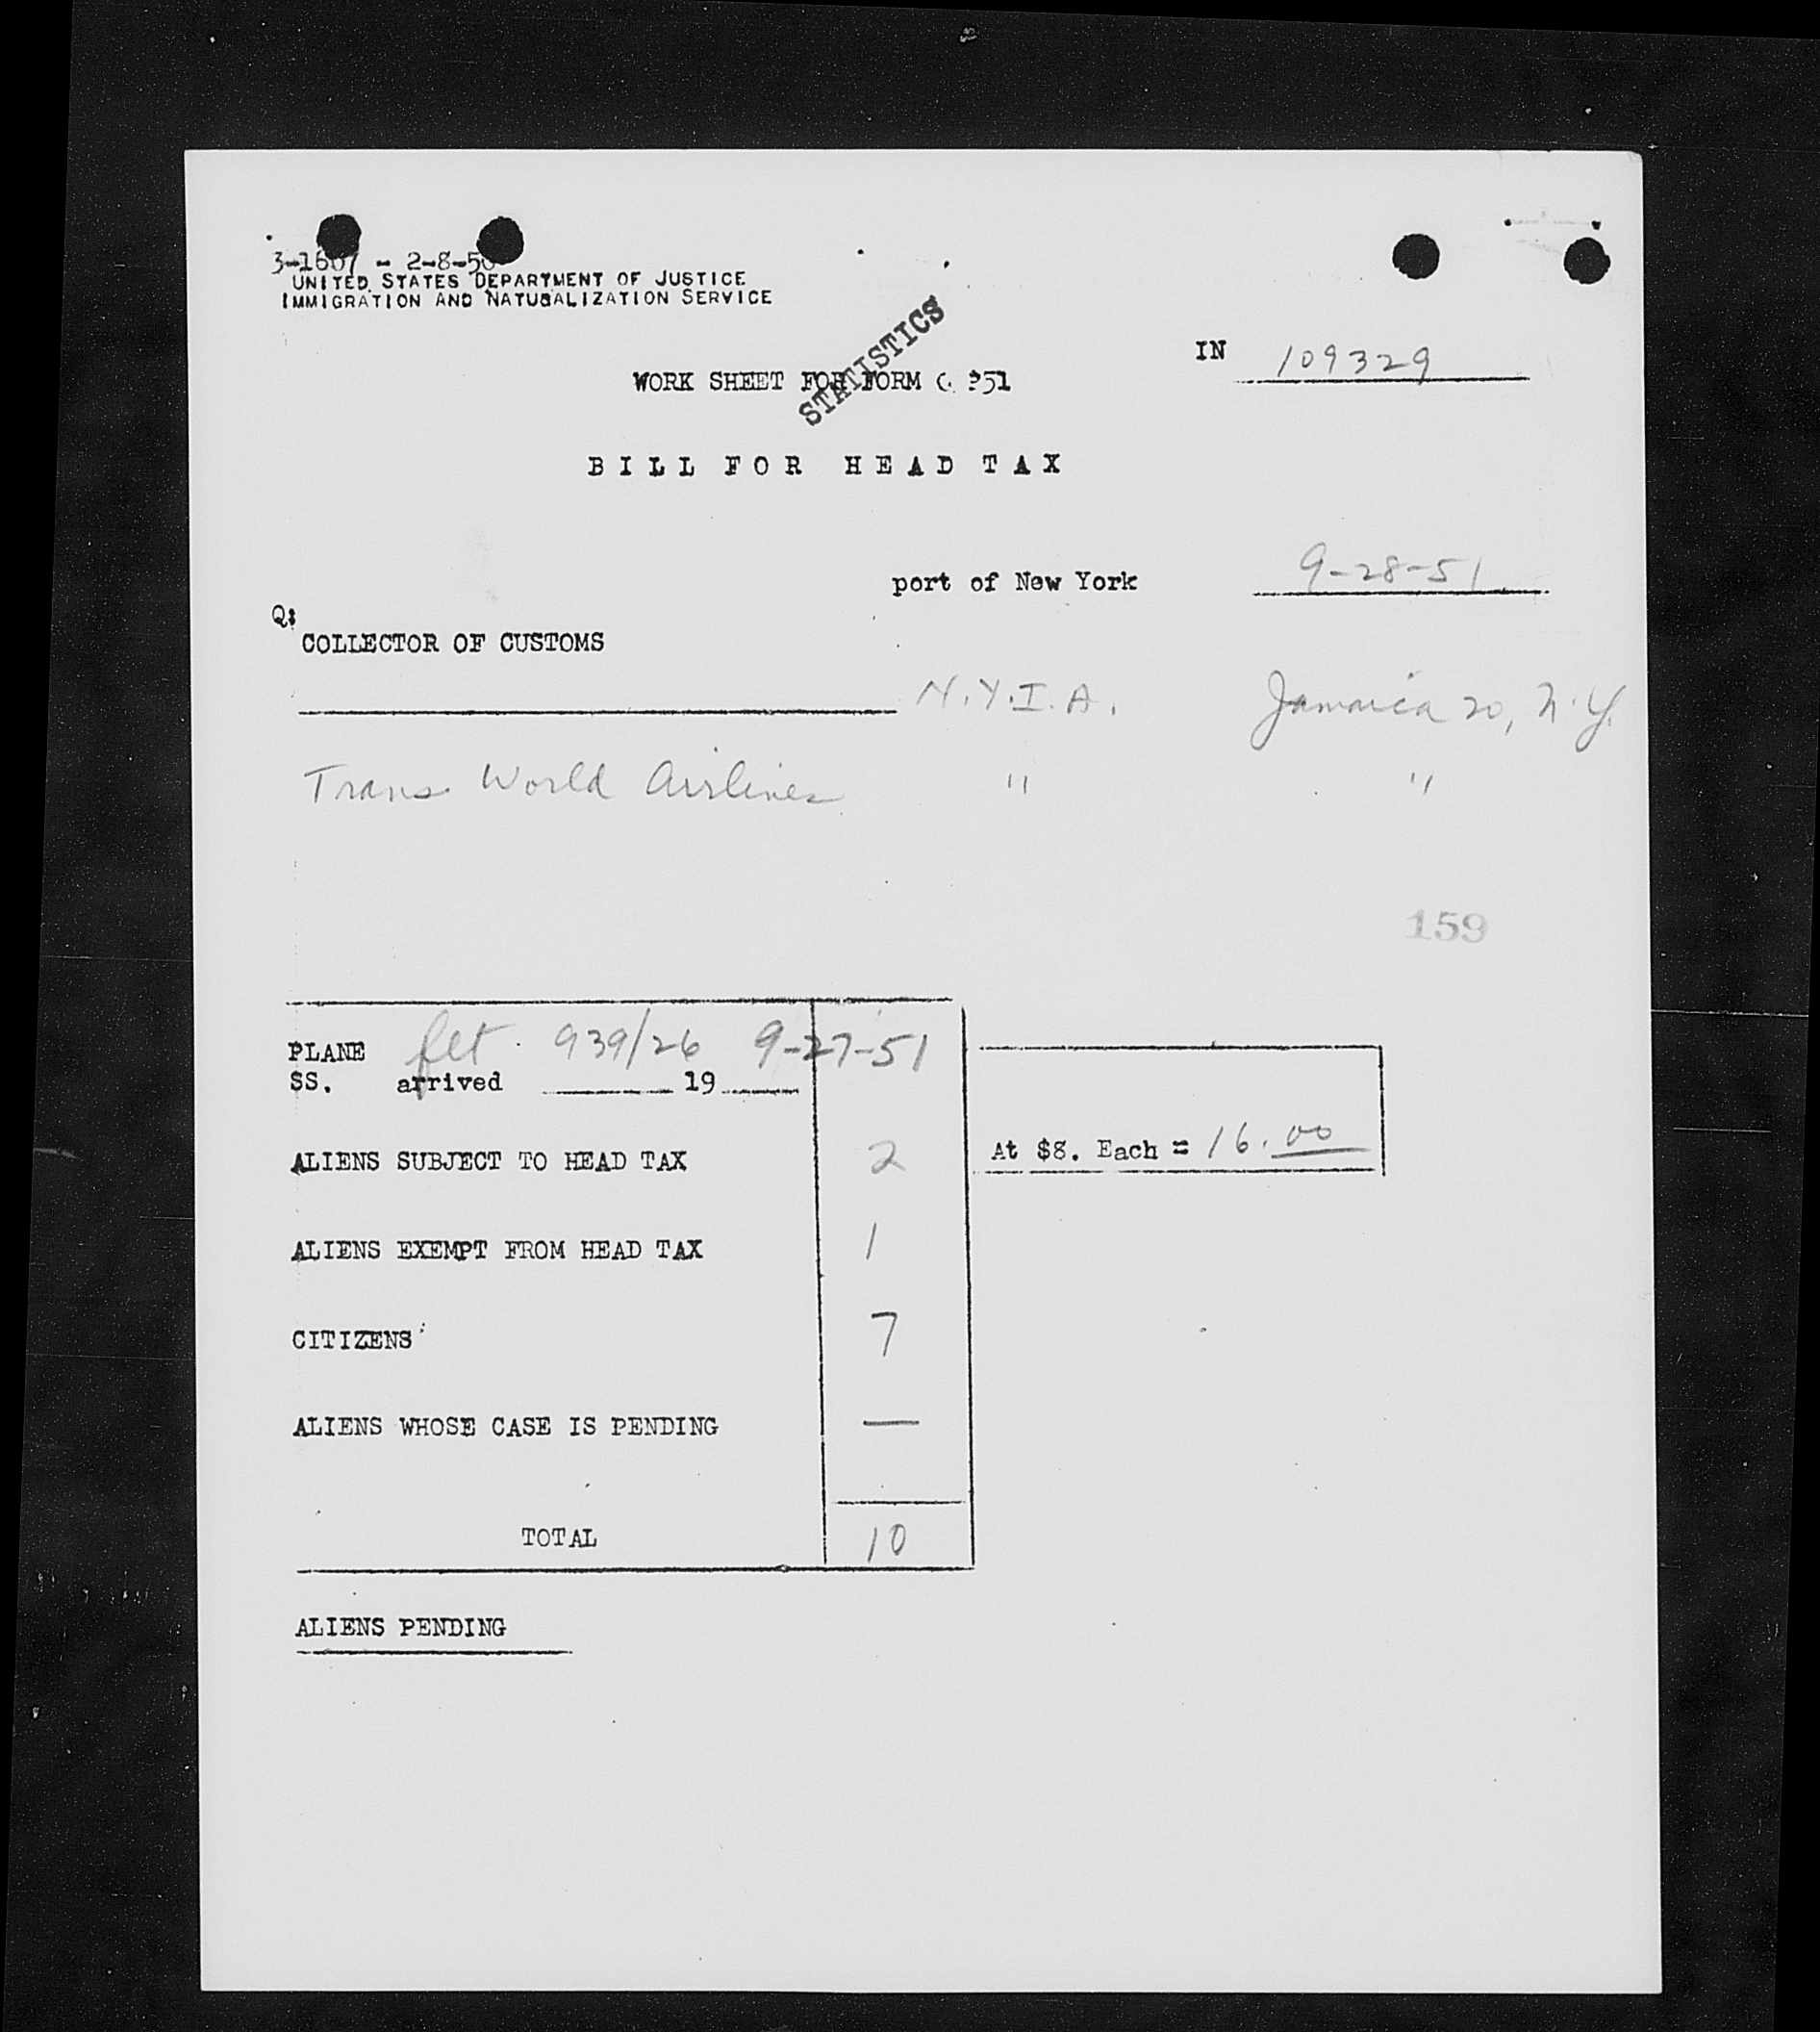 3-1607 - 2-8-50
UNITED STATES DEPARTMENT OF JUSTICE
IMMIGRATION AND NATURALIZATION SERVICE
STATISTICS
IN 109329
WORK SHEET FOR FORM 351
BILL FOR HEAD TAX
port of New York 9-28-51
Q:
COLLECTOR OF CUSTOMS
N.Y.I.A. Jamaica 20, N.Y.
Trans World Airlines " "
159
PLANE flt. 939/26 9-27-51
SS. arrived 19
ALIENS SUBJECT TO HEAD TAX 2 At $8. Each = 16.00
ALIENS EXEMPT FROM HEAD TAX 1
CITIZENS 7
ALIENS WHOSE CASE IS PENDING —
TOTAL 10
ALIENS PENDING